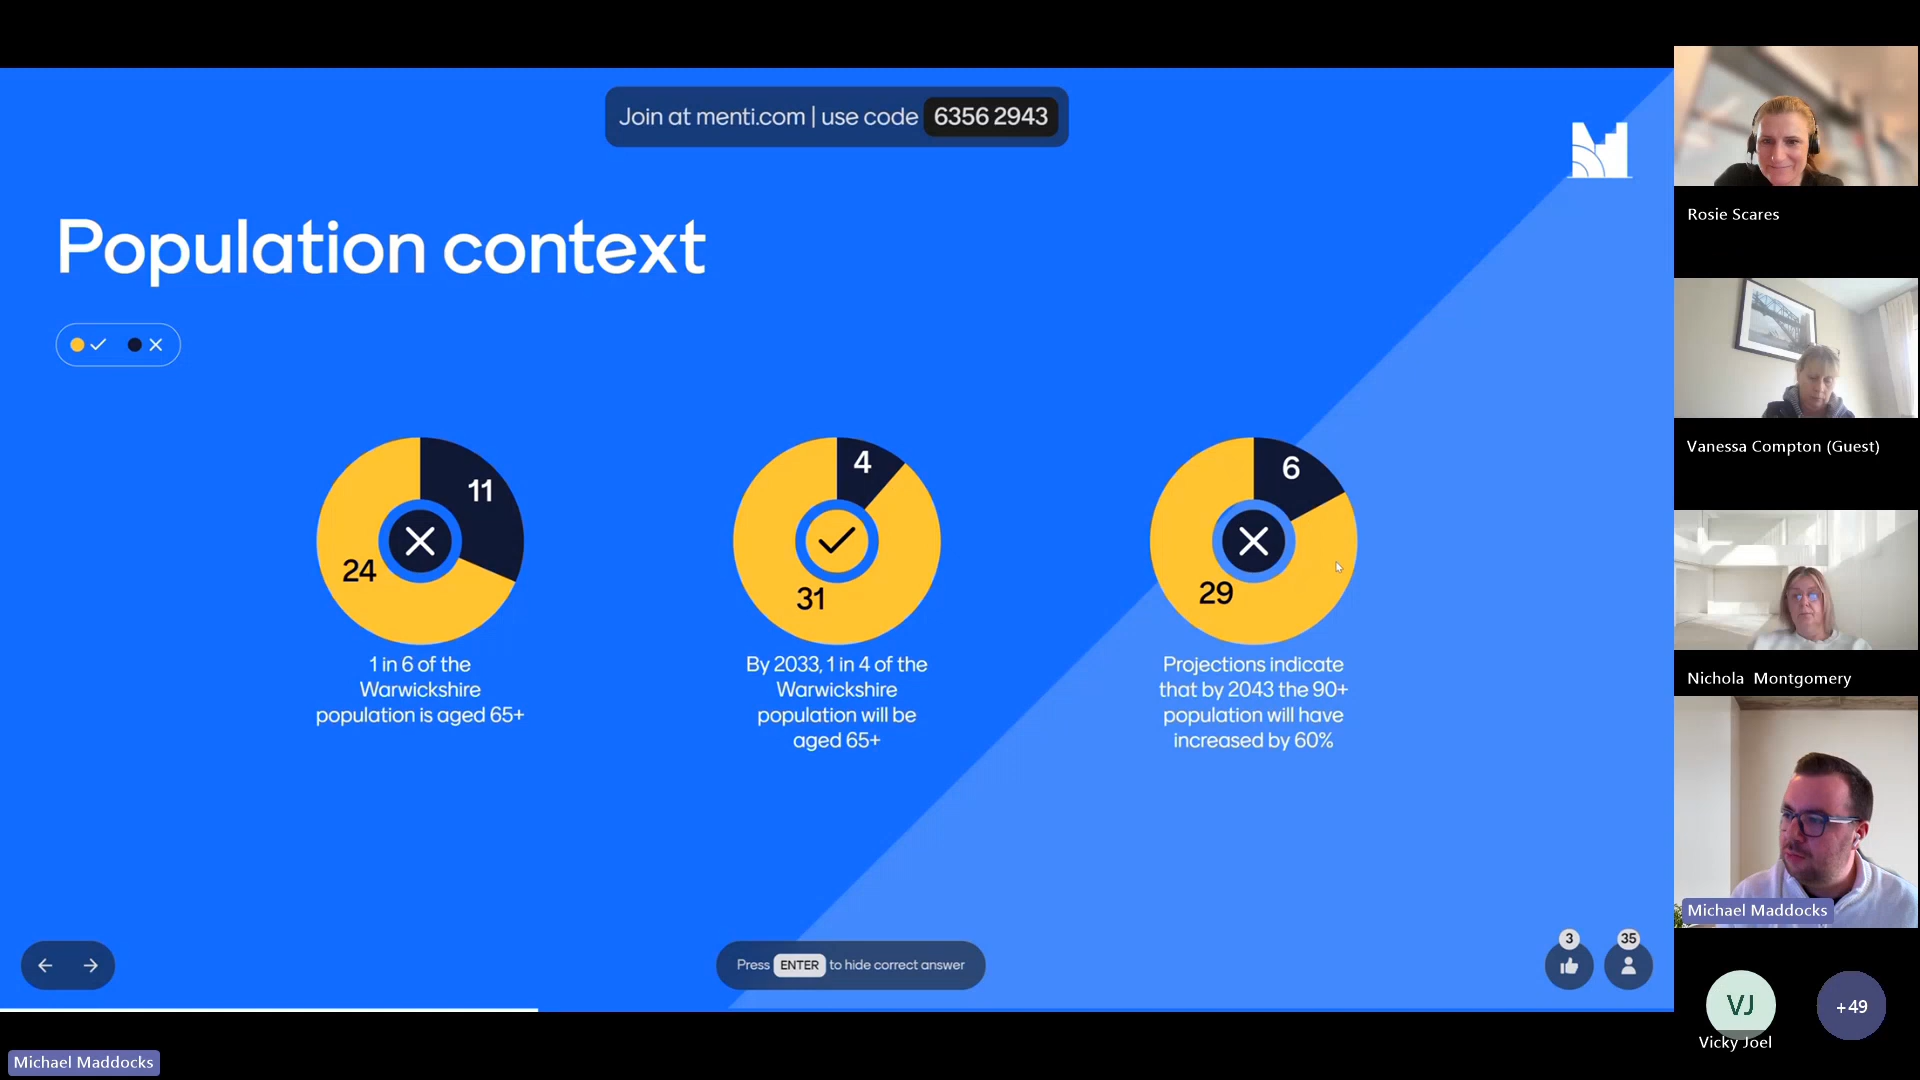 Join at menti.com | use code 6356 2943
Population context
11
24
1 in 6 of the
Warwickshire
population is aged 65+
4
31
By 2033, 1 in 4 of the
Warwickshire
population will be
aged 65+
6
29
Projections indicate
that by 2043 the 90+
population will have
increased by 60%
Press ENTER to hide correct answer
3
35
Michael Maddocks
Rosie Scares
Vanessa Compton (Guest)
Nichola Montgomery
Michael Maddocks
VJ
Vicky Joel
+49